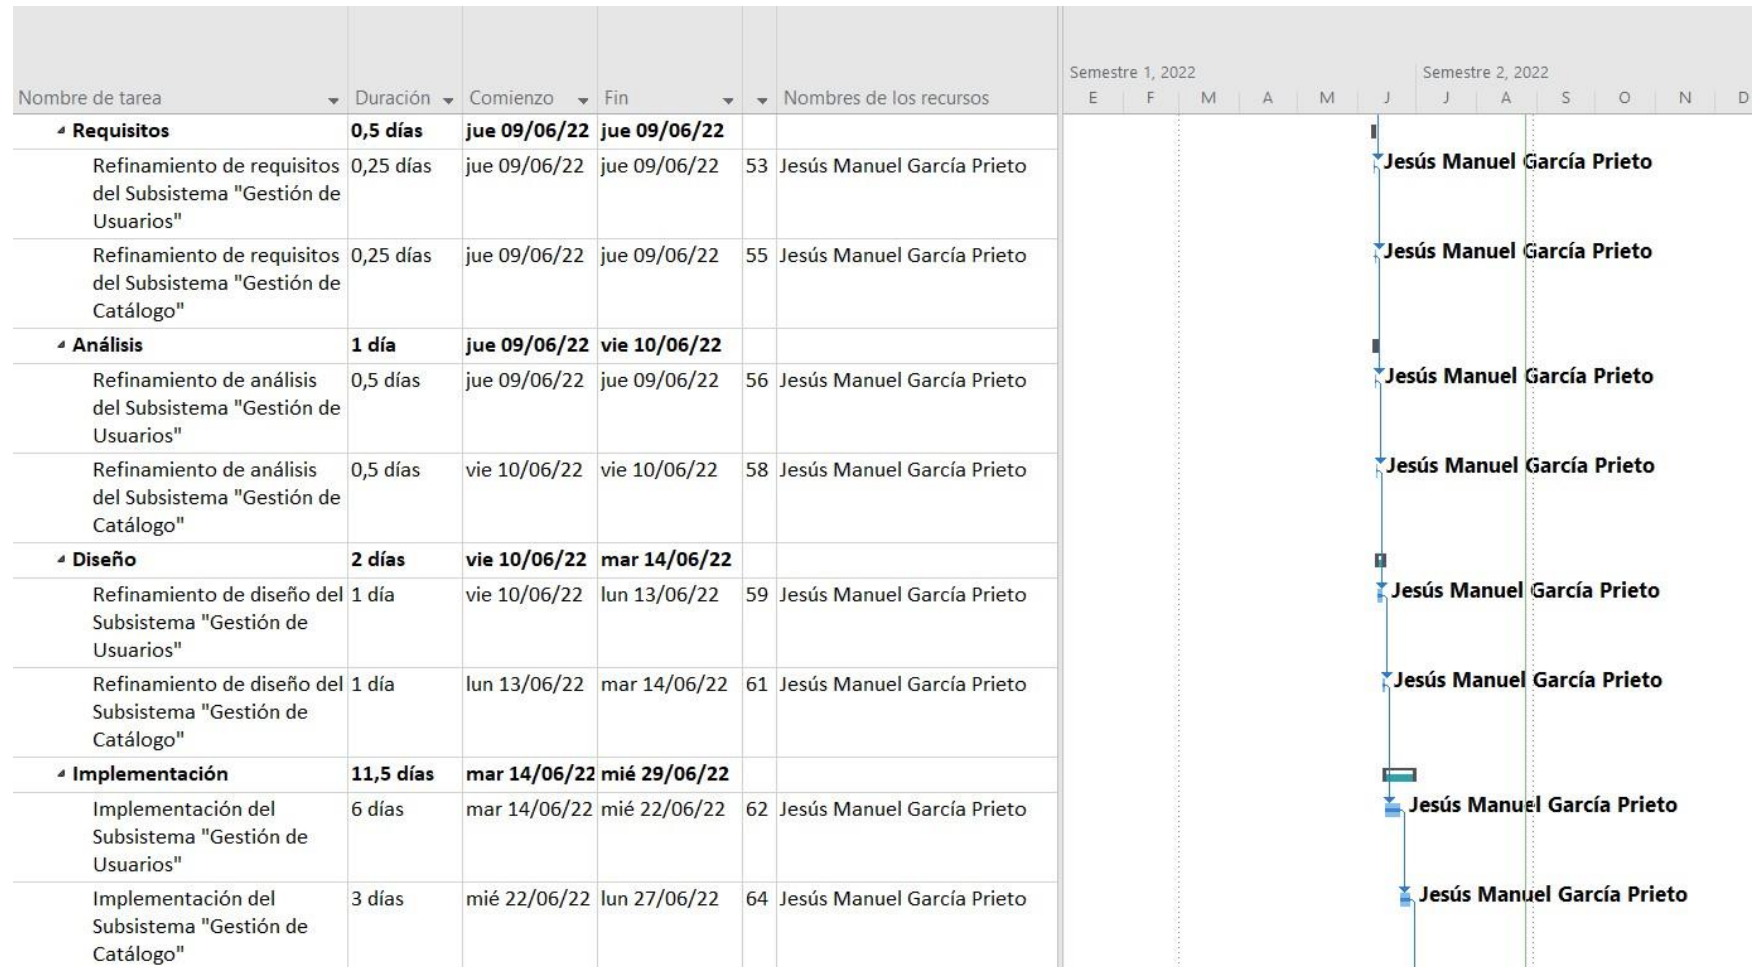 Semestre 1, 2022 Semestre 2, 2022
Nombre de tarea Duración Comienzo Fin Nombres de los recursos E F M A M J J A S O N D
Requisitos 0,5 días jue 09/06/22 jue 09/06/22
Refinamiento de requisitos 0,25 días jue 09/06/22 jue 09/06/22 53 Jesús Manuel García Prieto Jesús Manuel García Prieto
del Subsistema "Gestión de
Usuarios"
Refinamiento de requisitos 0,25 días jue 09/06/22 jue 09/06/22 55 Jesús Manuel García Prieto Jesús Manuel García Prieto
del Subsistema "Gestión de
Catálogo"
Análisis 1 día jue 09/06/22 vie 10/06/22
Refinamiento de análisis 0,5 días jue 09/06/22 jue 09/06/22 56 Jesús Manuel García Prieto Jesús Manuel García Prieto
del Subsistema "Gestión de
Usuarios"
Refinamiento de análisis 0,5 días vie 10/06/22 vie 10/06/22 58 Jesús Manuel García Prieto Jesús Manuel García Prieto
del Subsistema "Gestión de
Catálogo"
Diseño 2 días vie 10/06/22 mar 14/06/22
Refinamiento de diseño del 1 día vie 10/06/22 lun 13/06/22 59 Jesús Manuel García Prieto Jesús Manuel García Prieto
Subsistema "Gestión de
Usuarios"
Refinamiento de diseño del 1 día lun 13/06/22 mar 14/06/22 61 Jesús Manuel García Prieto Jesús Manuel García Prieto
Subsistema "Gestión de
Catálogo"
Implementación 11,5 días mar 14/06/22 mié 29/06/22
Implementación del 6 días mar 14/06/22 mié 22/06/22 62 Jesús Manuel García Prieto Jesús Manuel García Prieto
Subsistema "Gestión de
Usuarios"
Implementación del 3 días mié 22/06/22 lun 27/06/22 64 Jesús Manuel García Prieto Jesús Manuel García Prieto
Subsistema "Gestión de
Catálogo"